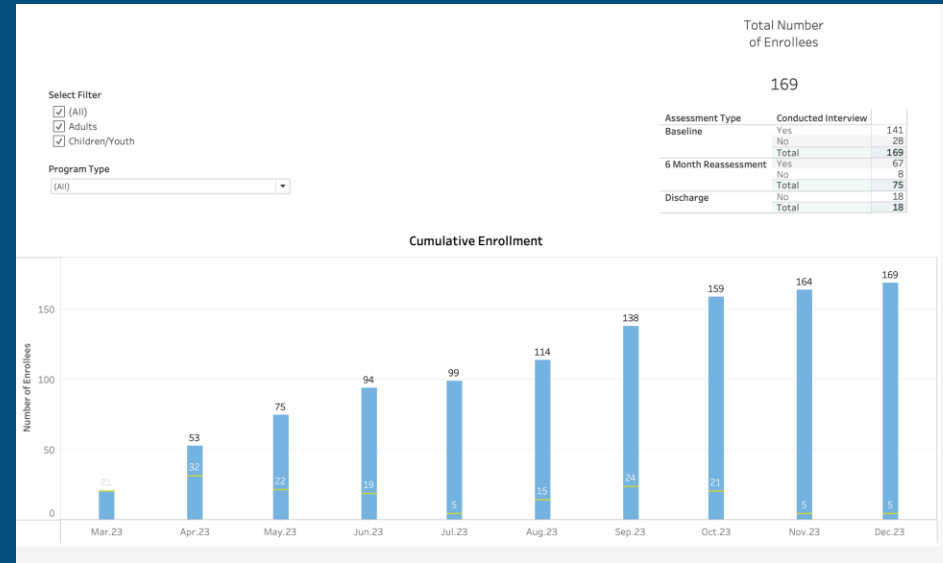 Total Number
of Enrollees
169
Select Filter
(All)
Adults
Children/Youth
Program Type
(All)
Assessment Type Conducted Interview
Baseline Yes 141
No 28
Total 169
6 Month Reassessment Yes 67
No 8
Total 75
Discharge No 18
Total 18
Cumulative Enrollment
Number of Enrollees
150
100
50
0
21
53
32
75
22
94
19
99
5
114
15
138
24
159
21
164
5
169
5
Mar.23 Apr.23 May.23 Jun.23 Jul.23 Aug.23 Sep.23 Oct.23 Nov.23 Dec.23